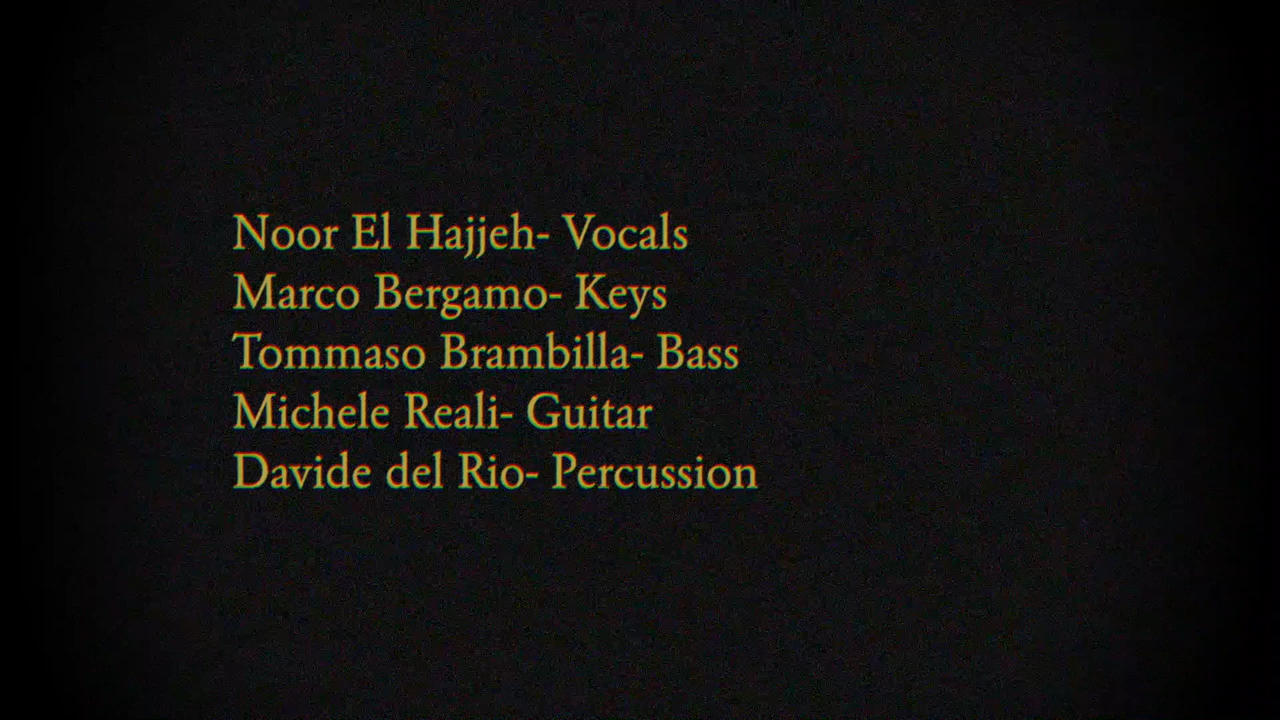 Noor El Hajjeh- Vocals
Marco Bergamo- Keys
Tommaso Brambilla- Bass
Michele Reali- Guitar
Davide del Rio- Percussion